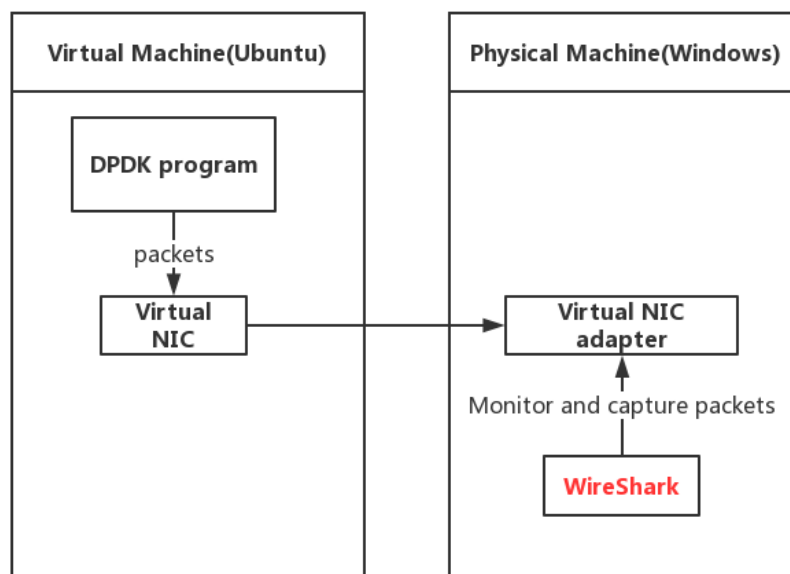 Virtual Machine(Ubuntu)
Physical Machine(Windows)
DPDK program
packets
Virtual
NIC
Virtual NIC
adapter
Monitor and capture packets
WireShark